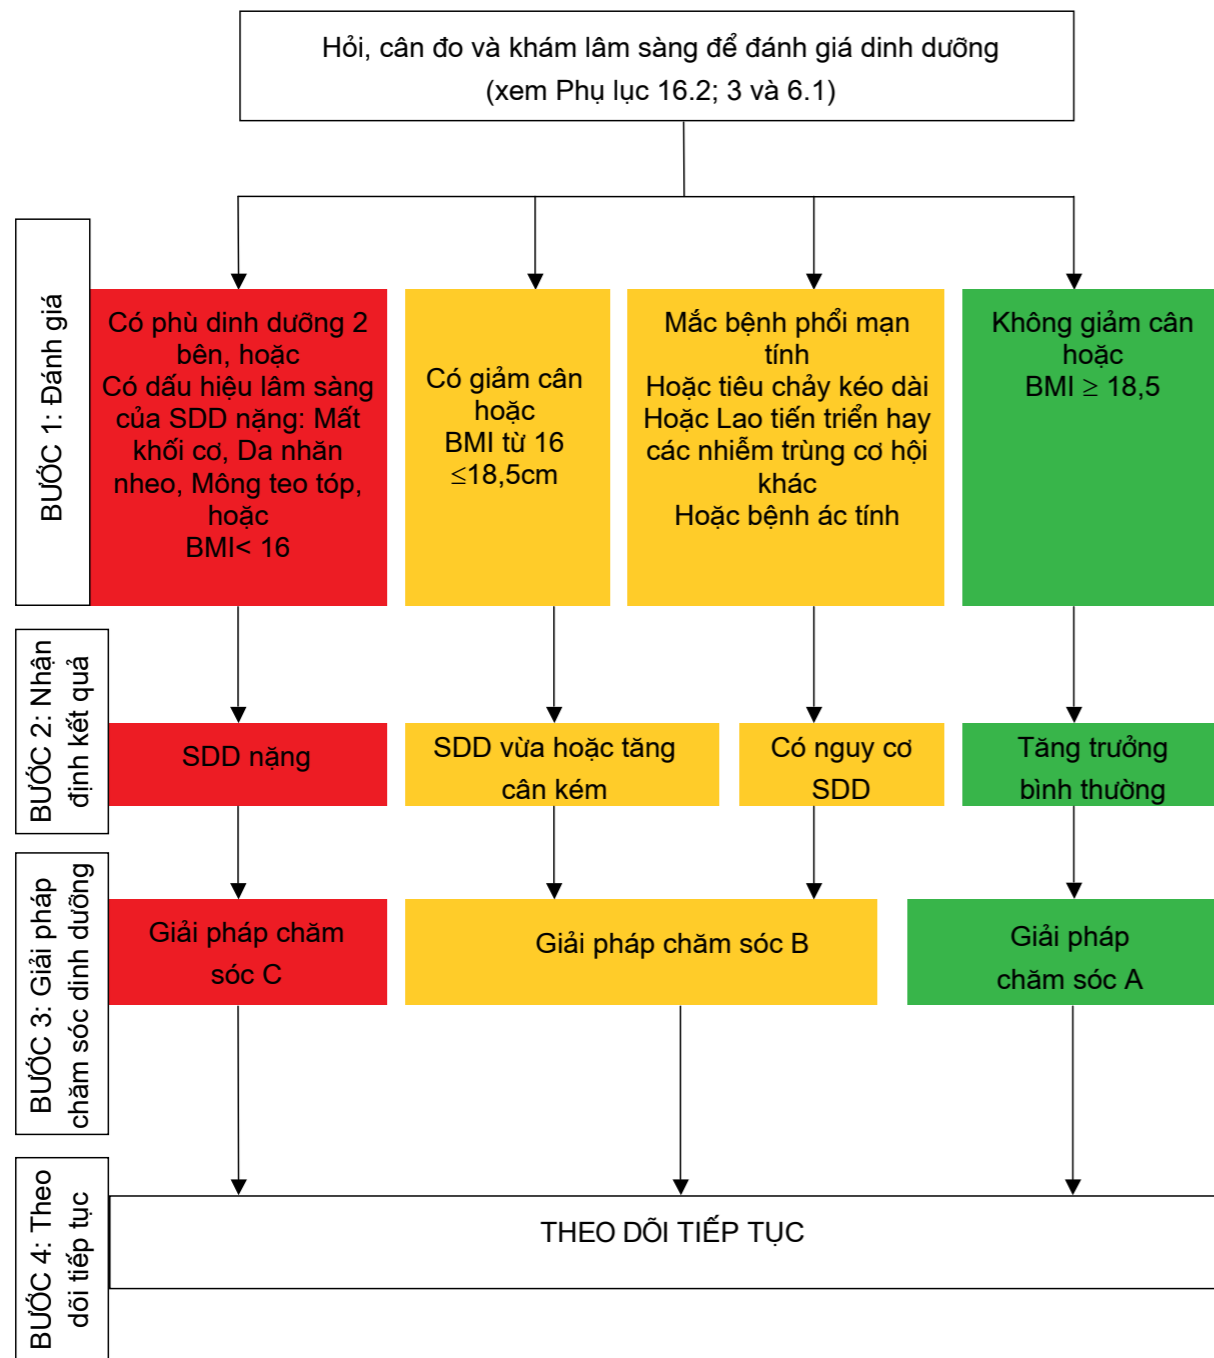 Hỏi, cân đo và khám lâm sàng để đánh giá dinh dưỡng
(xem Phụ lục 16.2; 3 và 6.1)
BƯỚC 1: Đánh giá
Có phù dinh dưỡng 2
bên, hoặc
Có dấu hiệu lâm sàng
của SDD nặng: Mất
khối cơ, Da nhăn
nheo, Mông teo tóp,
hoặc
BMI< 16
Có giảm cân
hoặc
BMI từ 16
≤18,5cm
Mắc bệnh phổi mạn
tính
Hoặc tiêu chảy kéo dài
Hoặc Lao tiến triển hay
các nhiễm trùng cơ hội
khác
Hoặc bệnh ác tính
Không giảm cân
hoặc
BMI ≥ 18,5
BƯỚC 2: Nhận
định kết quả
SDD nặng
SDD vừa hoặc tăng
cân kém
Có nguy cơ
SDD
Tăng trưởng
bình thường
BƯỚC 3: Giải pháp
chăm sóc dinh dưỡng
Giải pháp chăm
sóc C
Giải pháp chăm sóc B
Giải pháp
chăm sóc A
BƯỚC 4: Theo
dõi tiếp tục
THEO DÕI TIẾP TỤC